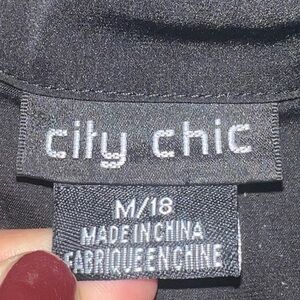 city chic
M/18
MADE IN CHINA
FABRIQUE EN CHINE